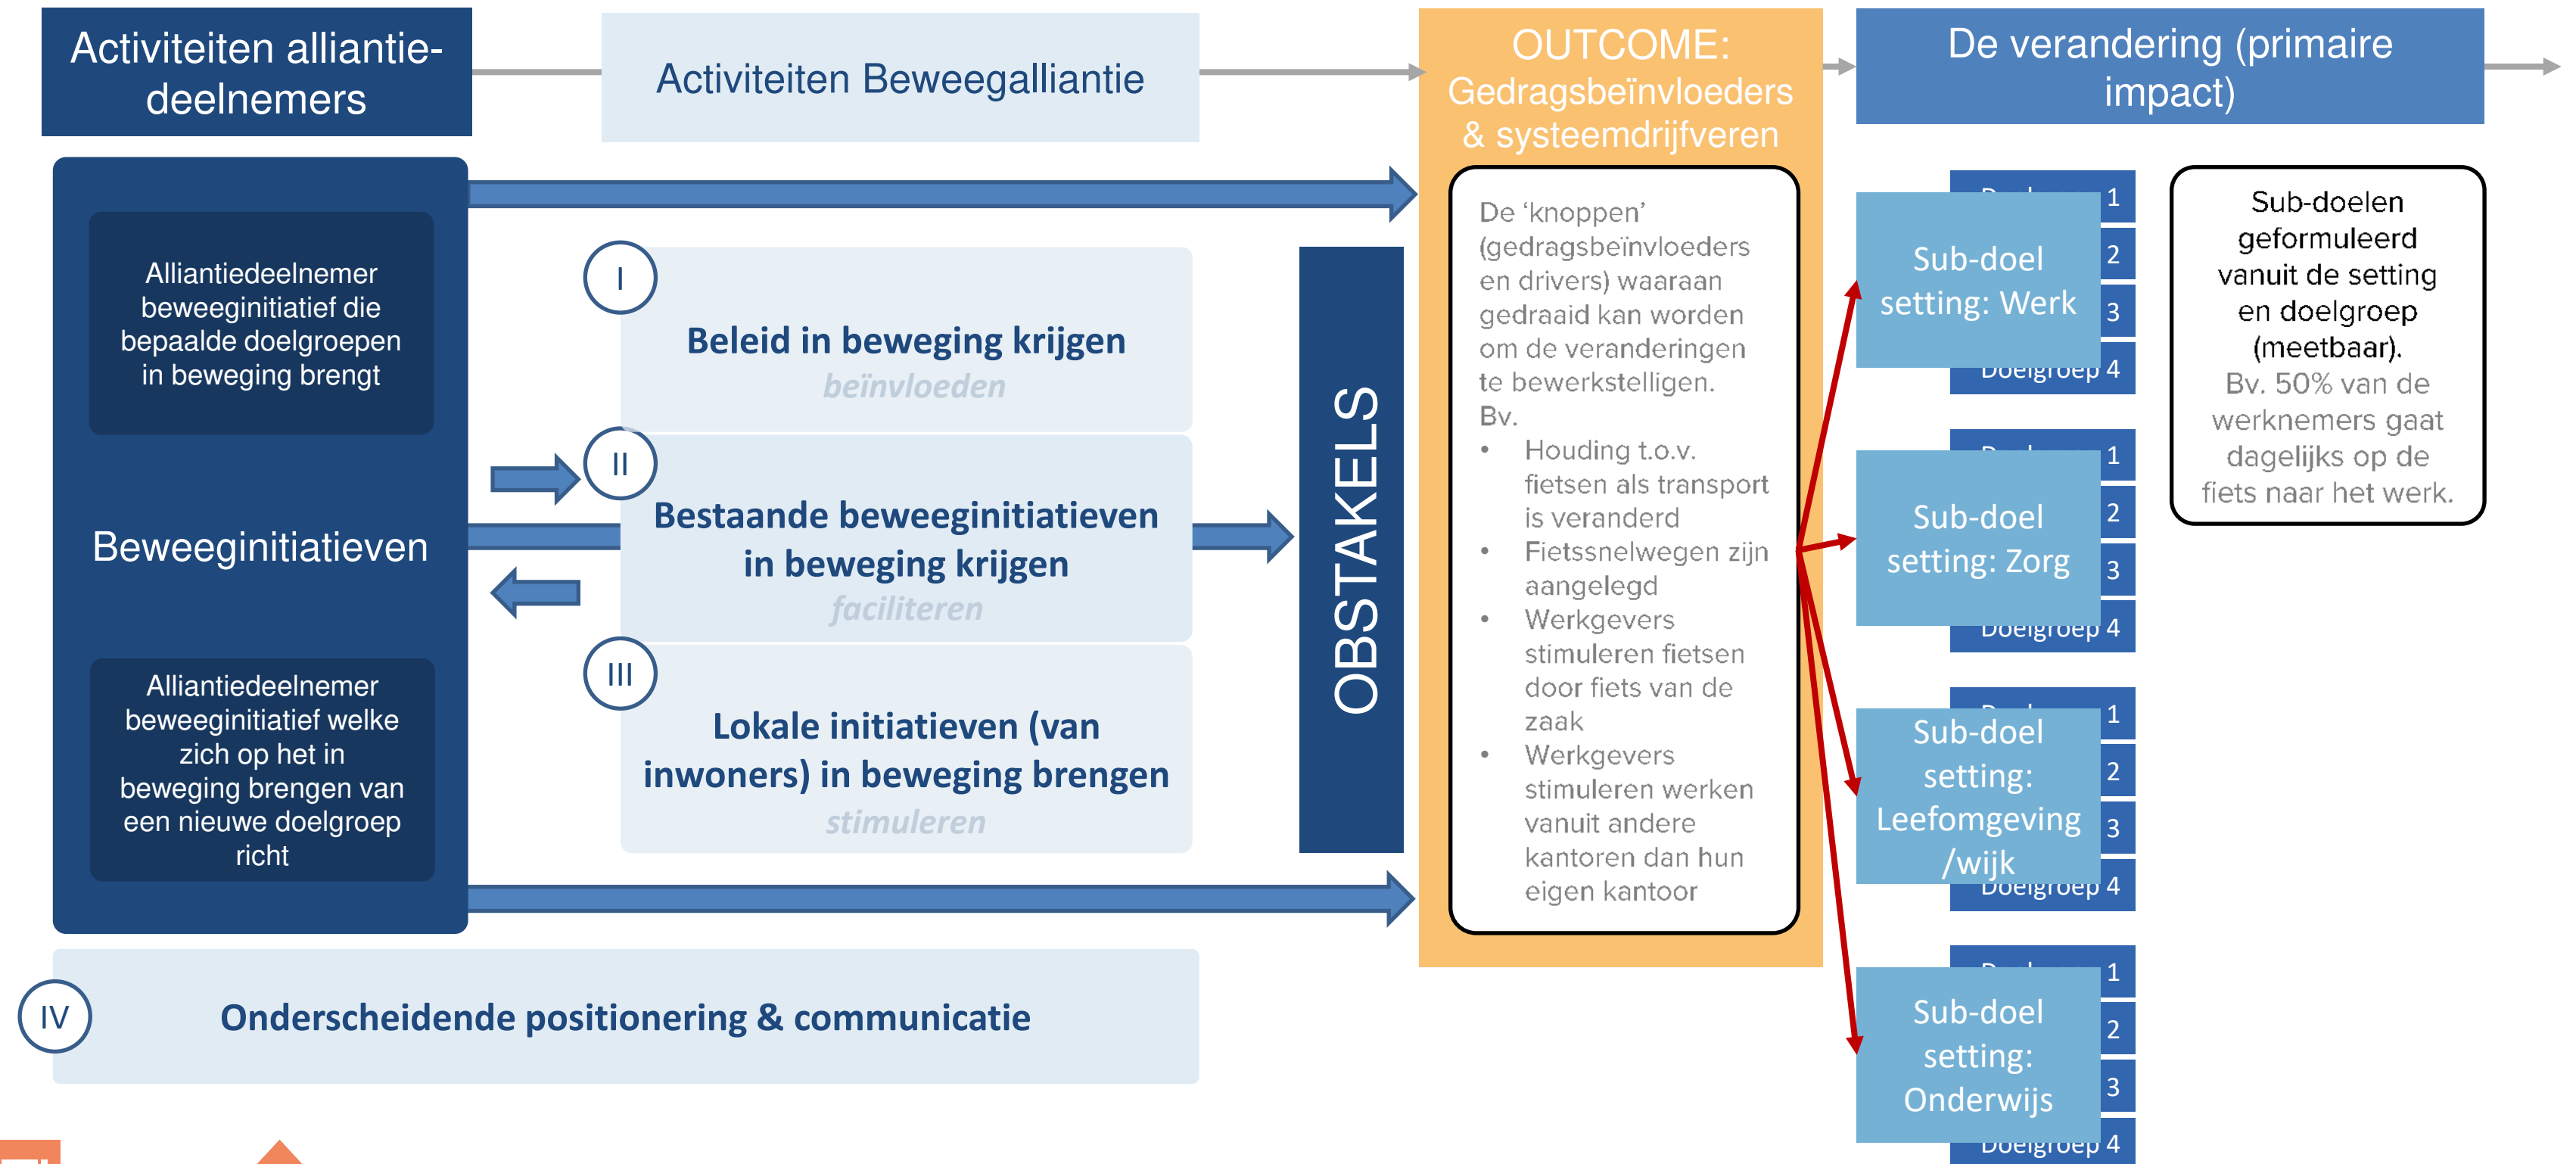 Activiteiten alliantie-
deelnemers
Activiteiten Beweegalliantie
OUTCOME:
Gedragsbeïnvloeders
& systeemdrijfveren
De verandering (primaire
impact)
Alliantiedeelnemer
beweeginitiatief die
bepaalde doelgroepen
in beweging brengt
Beweeginitiatieven
Alliantiedeelnemer
beweeginitiatief welke
zich op het in
beweging brengen van
een nieuwe doelgroep
richt
I
Beleid in beweging krijgen
beïnvloeden
II
Bestaande beweeginitiatieven
in beweging krijgen
faciliteren
III
Lokale initiatieven (van
inwoners) in beweging brengen
stimuleren
IV
Onderscheidende positionering & communicatie
OBSTAKELS
De ‘knoppen’
(gedragsbeïnvloeders
en drivers) waaraan
gedraaid kan worden
om de veranderingen
te bewerkstelligen.
Bv.
• Houding t.o.v.
fietsen als transport
is veranderd
• Fietssnelwegen zijn
aangelegd
• Werkgevers
stimuleren fietsen
door fiets van de
zaak
• Werkgevers
stimuleren werken
vanuit andere
kantoren dan hun
eigen kantoor
Sub-doel
setting: Werk
1
2
3
Doelgroep 4
Sub-doel
setting: Zorg
1
2
3
Doelgroep 4
Sub-doel
setting:
Leefomgeving
/wijk
1
2
3
Doelgroep 4
Sub-doel
setting:
Onderwijs
1
2
3
Doelgroep 4
Sub-doelen
geformuleerd
vanuit de setting
en doelgroep
(meetbaar).
Bv. 50% van de
werknemers gaat
dagelijks op de
fiets naar het werk.